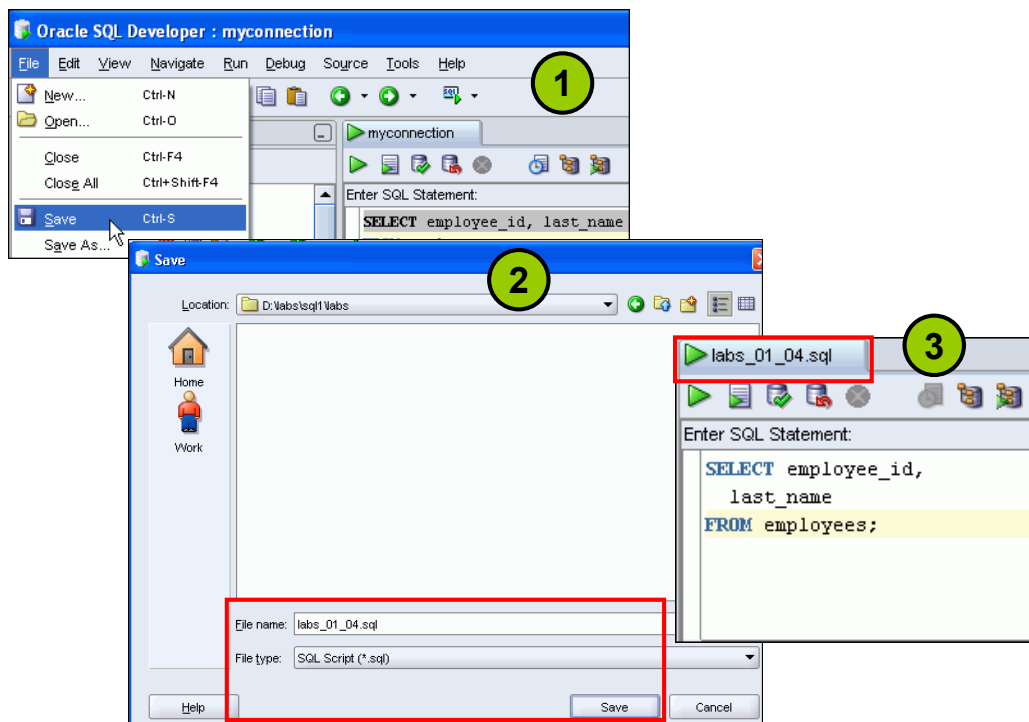 Oracle SQL Developer : myconnection
File Edit View Navigate Run Debug Source Tools Help
1
New... Ctrl-N
Open... Ctrl-O
Close Ctrl-F4
Close All Ctrl+Shift-F4
Save Ctrl-S
Save As...
myconnection
Enter SQL Statement:
SELECT employee_id, last_name
Save
2
Location: D:\labs\sql1\labs
Home
Work
File name: labs_01_04.sql
File type: SQL Script (*.sql)
Help Save Cancel
3
labs_01_04.sql
Enter SQL Statement:
SELECT employee_id,
last_name
FROM employees;